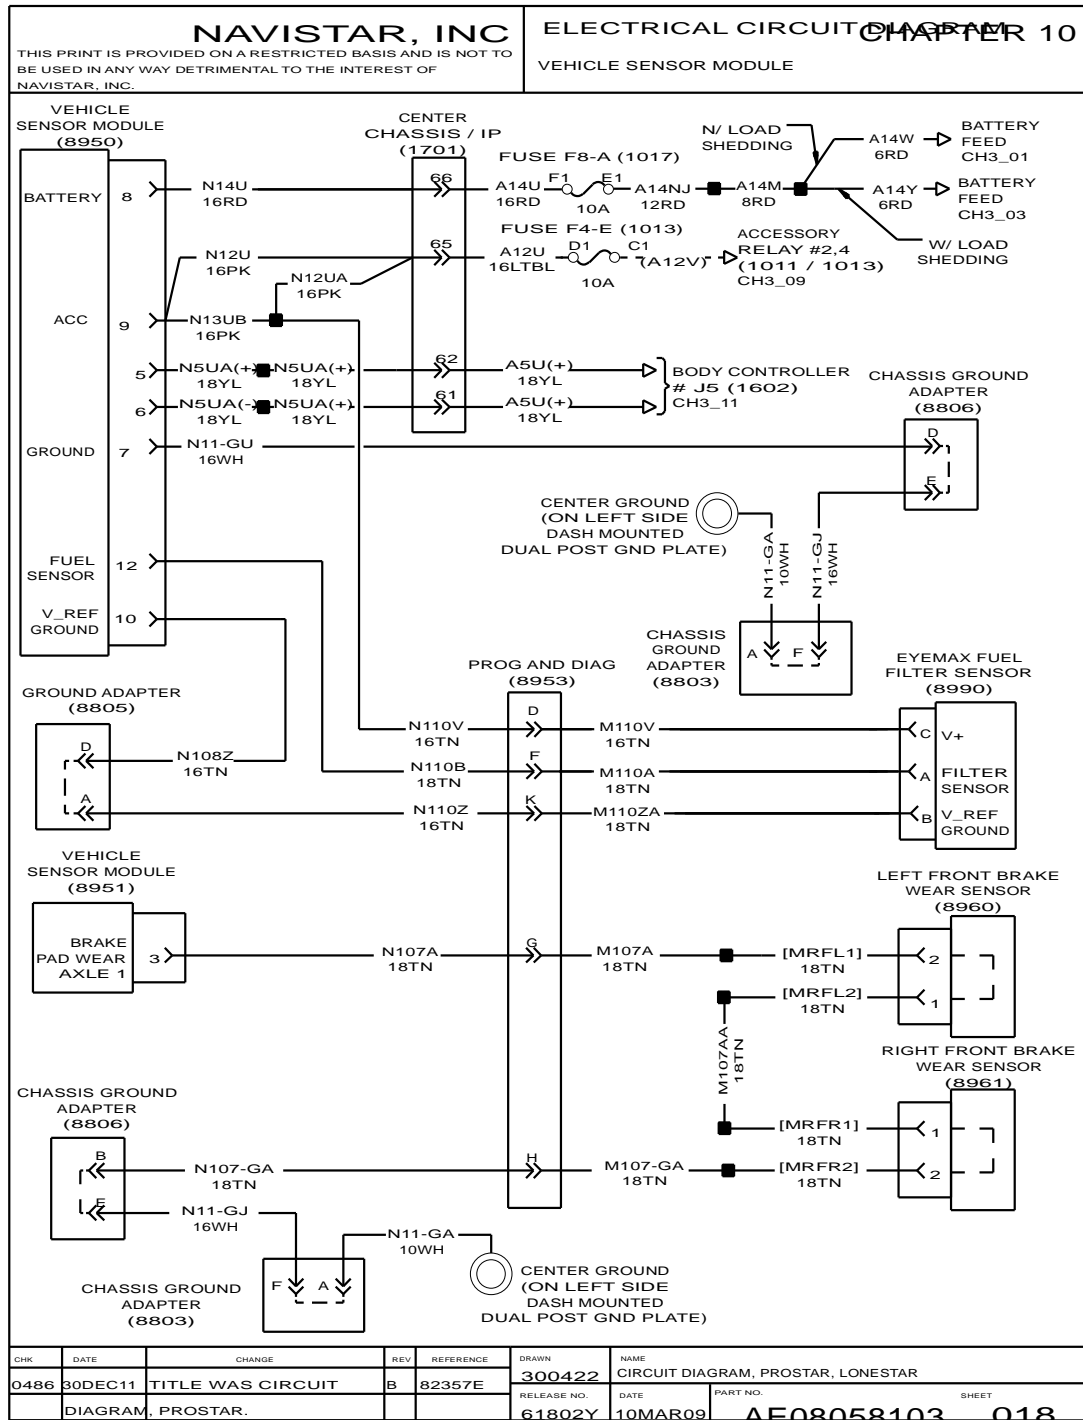 NAVISTAR, INC
THIS PRINT IS PROVIDED ON A RESTRICTED BASIS AND IS NOT TO
BE USED IN ANY WAY DETRIMENTAL TO THE INTEREST OF
NAVISTAR, INC.
ELECTRICAL CIRCUIT DIAGRAM
CHAPTER 10
VEHICLE SENSOR MODULE
VEHICLE
SENSOR MODULE
(8950)
BATTERY
8
ACC
9
5
6
GROUND
7
FUEL
SENSOR
12
V_REF
GROUND
10
N14U
16RD
N12U
16PK
N12UA
16PK
N13UB
16PK
N5UA(+)
18YL
N5UA(+)
18YL
N5UA(-)
18YL
N5UA(+)
18YL
N11-GU
16WH
CENTER
CHASSIS / IP
(1701)
66
65
62
61
FUSE F8-A (1017)
A14U
16RD
F1
E1
10A
A14NJ
12RD
A14M
8RD
N/ LOAD
SHEDDING
A14W
6RD
BATTERY
FEED
CH3_01
A14Y
6RD
BATTERY
FEED
CH3_03
W/ LOAD
SHEDDING
FUSE F4-E (1013)
A12U
16LTBL
D1
C1
10A
(A12V)
ACCESSORY
RELAY #2,4
(1011 / 1013)
CH3_09
A5U(+)
18YL
A5U(+)
18YL
BODY CONTROLLER
# J5 (1602)
CH3_11
CHASSIS GROUND
ADAPTER
(8806)
D
E
CENTER GROUND
(ON LEFT SIDE
DASH MOUNTED
DUAL POST GND PLATE)
N11-GA
10WH
N11-GJ
16WH
CHASSIS
GROUND
ADAPTER
(8803)
A
F
GROUND ADAPTER
(8805)
D
A
N108Z
16TN
PROG AND DIAG
(8953)
D
F
K
G
H
N110V
16TN
N110B
18TN
N110Z
16TN
M110V
16TN
M110A
18TN
M110ZA
18TN
EYEMAX FUEL
FILTER SENSOR
(8990)
C
V+
A
FILTER
SENSOR
B
V_REF
GROUND
VEHICLE
SENSOR MODULE
(8951)
BRAKE
PAD WEAR
AXLE 1
3
N107A
18TN
M107A
18TN
[MRFL1]
18TN
[MRFL2]
18TN
LEFT FRONT BRAKE
WEAR SENSOR
(8960)
2
1
M107AA
18TN
RIGHT FRONT BRAKE
WEAR SENSOR
(8961)
[MRFR1]
18TN
[MRFR2]
18TN
1
2
CHASSIS GROUND
ADAPTER
(8806)
B
E
N107-GA
18TN
M107-GA
18TN
N11-GJ
16WH
N11-GA
10WH
CHASSIS GROUND
ADAPTER
(8803)
F
A
CENTER GROUND
(ON LEFT SIDE
DASH MOUNTED
DUAL POST GND PLATE)
CHK DATE CHANGE REV REFERENCE
0486 30DEC11 TITLE WAS CIRCUIT B 82357E
DIAGRAM, PROSTAR.
DRAWN
300422
NAME
CIRCUIT DIAGRAM, PROSTAR, LONESTAR
RELEASE NO.
61802Y
DATE
10MAR09
PART NO.
AE08058103
SHEET
018